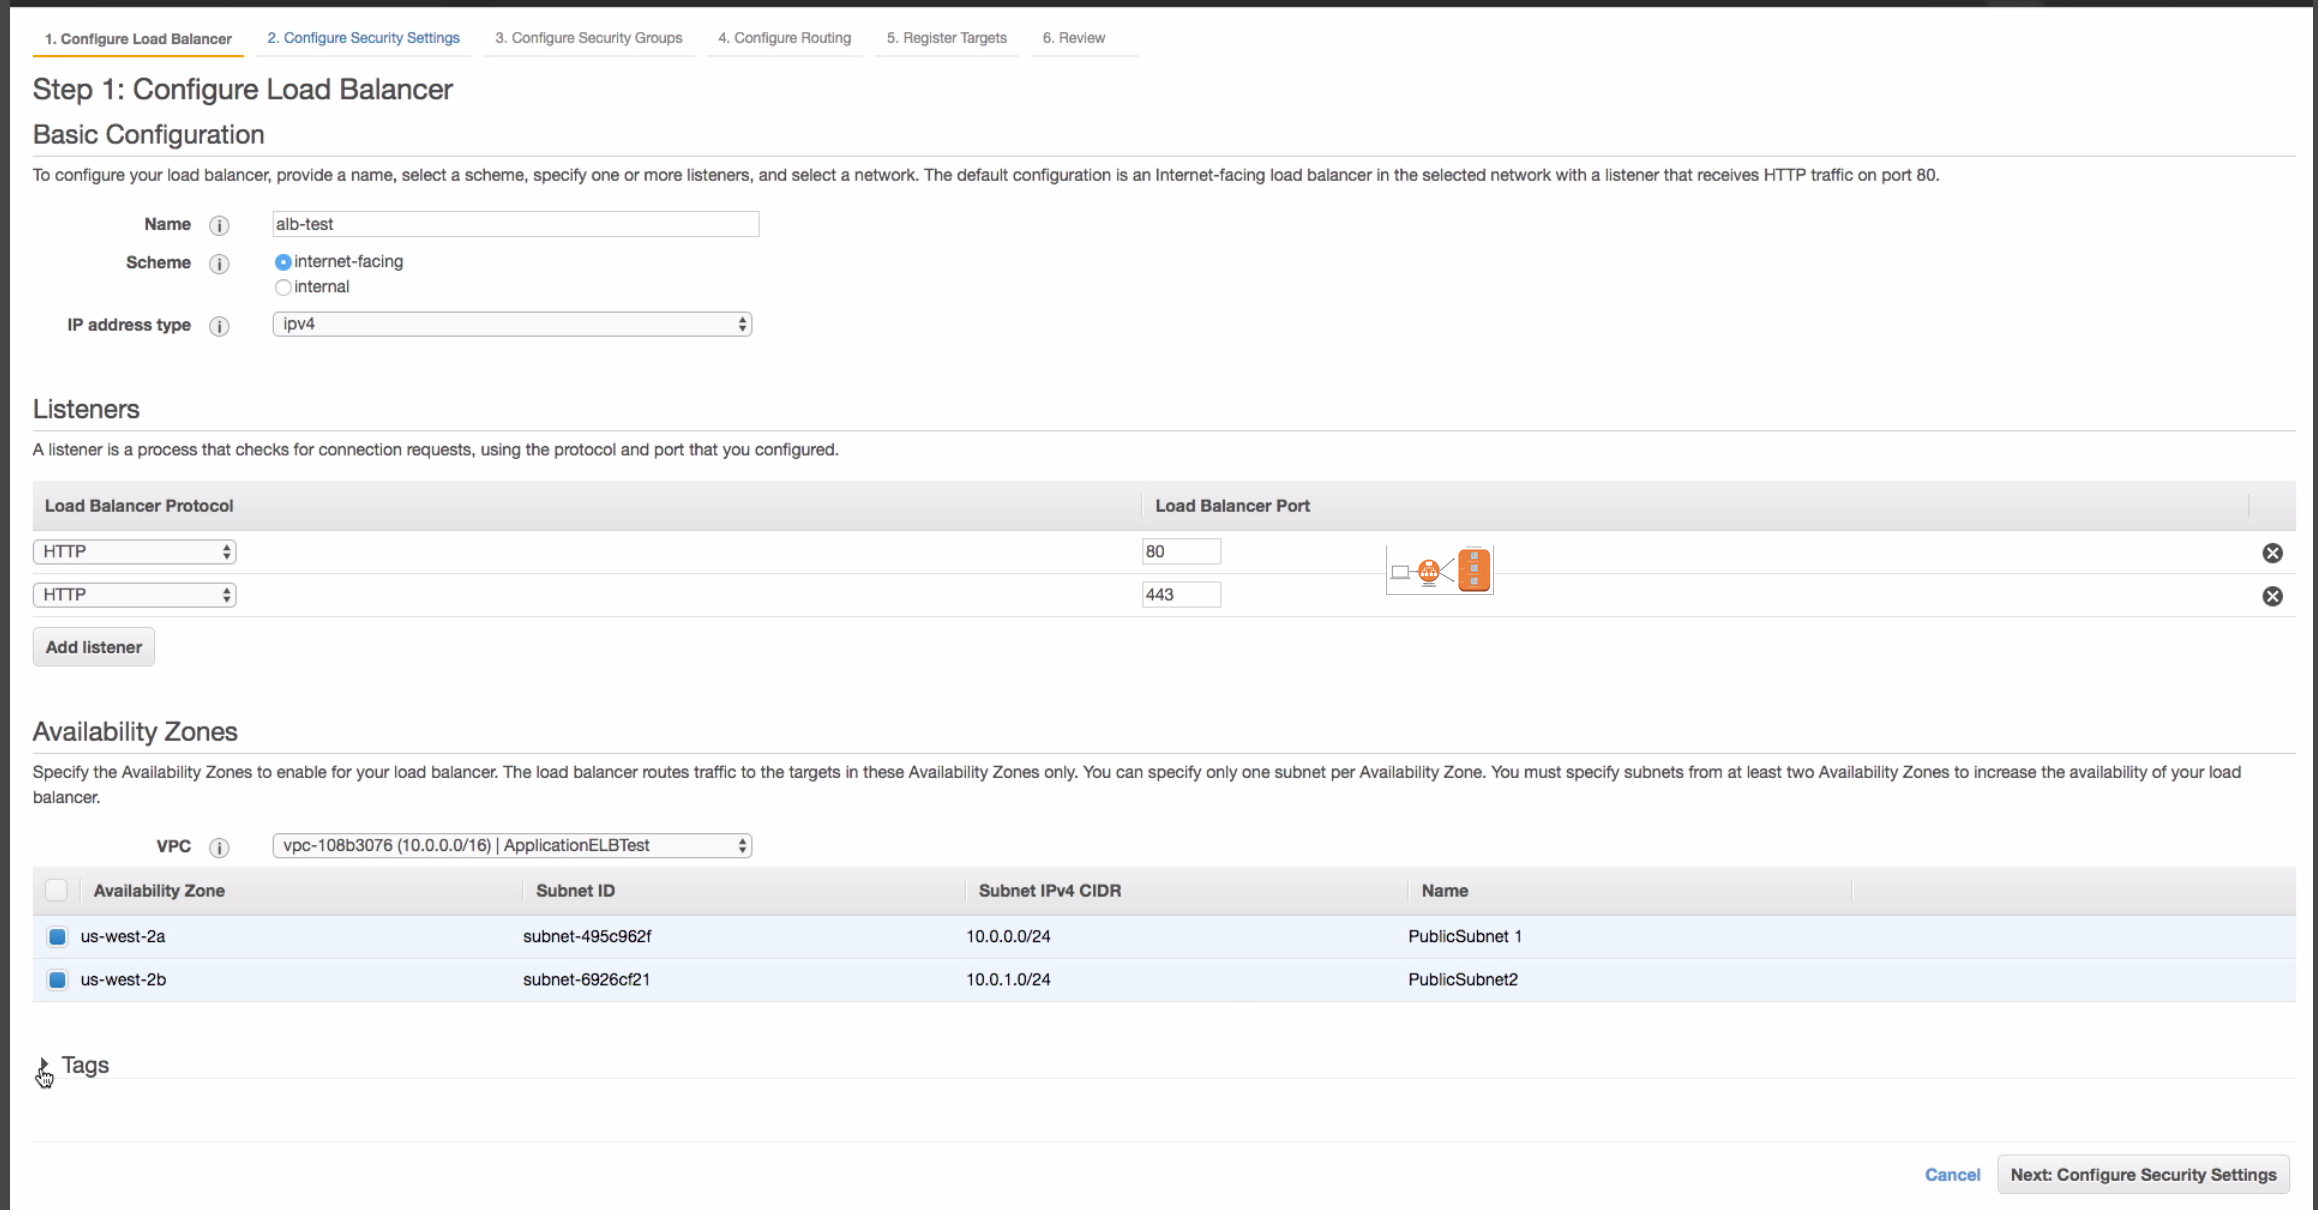 1. Configure Load Balancer 2. Configure Security Settings 3. Configure Security Groups 4. Configure Routing 5. Register Targets 6. Review
Step 1: Configure Load Balancer
Basic Configuration
To configure your load balancer, provide a name, select a scheme, specify one or more listeners, and select a network. The default configuration is an Internet-facing load balancer in the selected network with a listener that receives HTTP traffic on port 80.
Name i alb-test
Scheme i internet-facing
internal
IP address type i ipv4
Listeners
A listener is a process that checks for connection requests, using the protocol and port that you configured.
Load Balancer Protocol Load Balancer Port
HTTP 80
HTTP 443
Add listener
Availability Zones
Specify the Availability Zones to enable for your load balancer. The load balancer routes traffic to the targets in these Availability Zones only. You can specify only one subnet per Availability Zone. You must specify subnets from at least two Availability Zones to increase the availability of your load
balancer.
VPC i vpc-108b3076 (10.0.0.0/16) | ApplicationELBTest
Availability Zone Subnet ID Subnet IPv4 CIDR Name
us-west-2a subnet-495c962f 10.0.0.0/24 PublicSubnet 1
us-west-2b subnet-6926cf21 10.0.1.0/24 PublicSubnet2
Tags
Cancel Next: Configure Security Settings